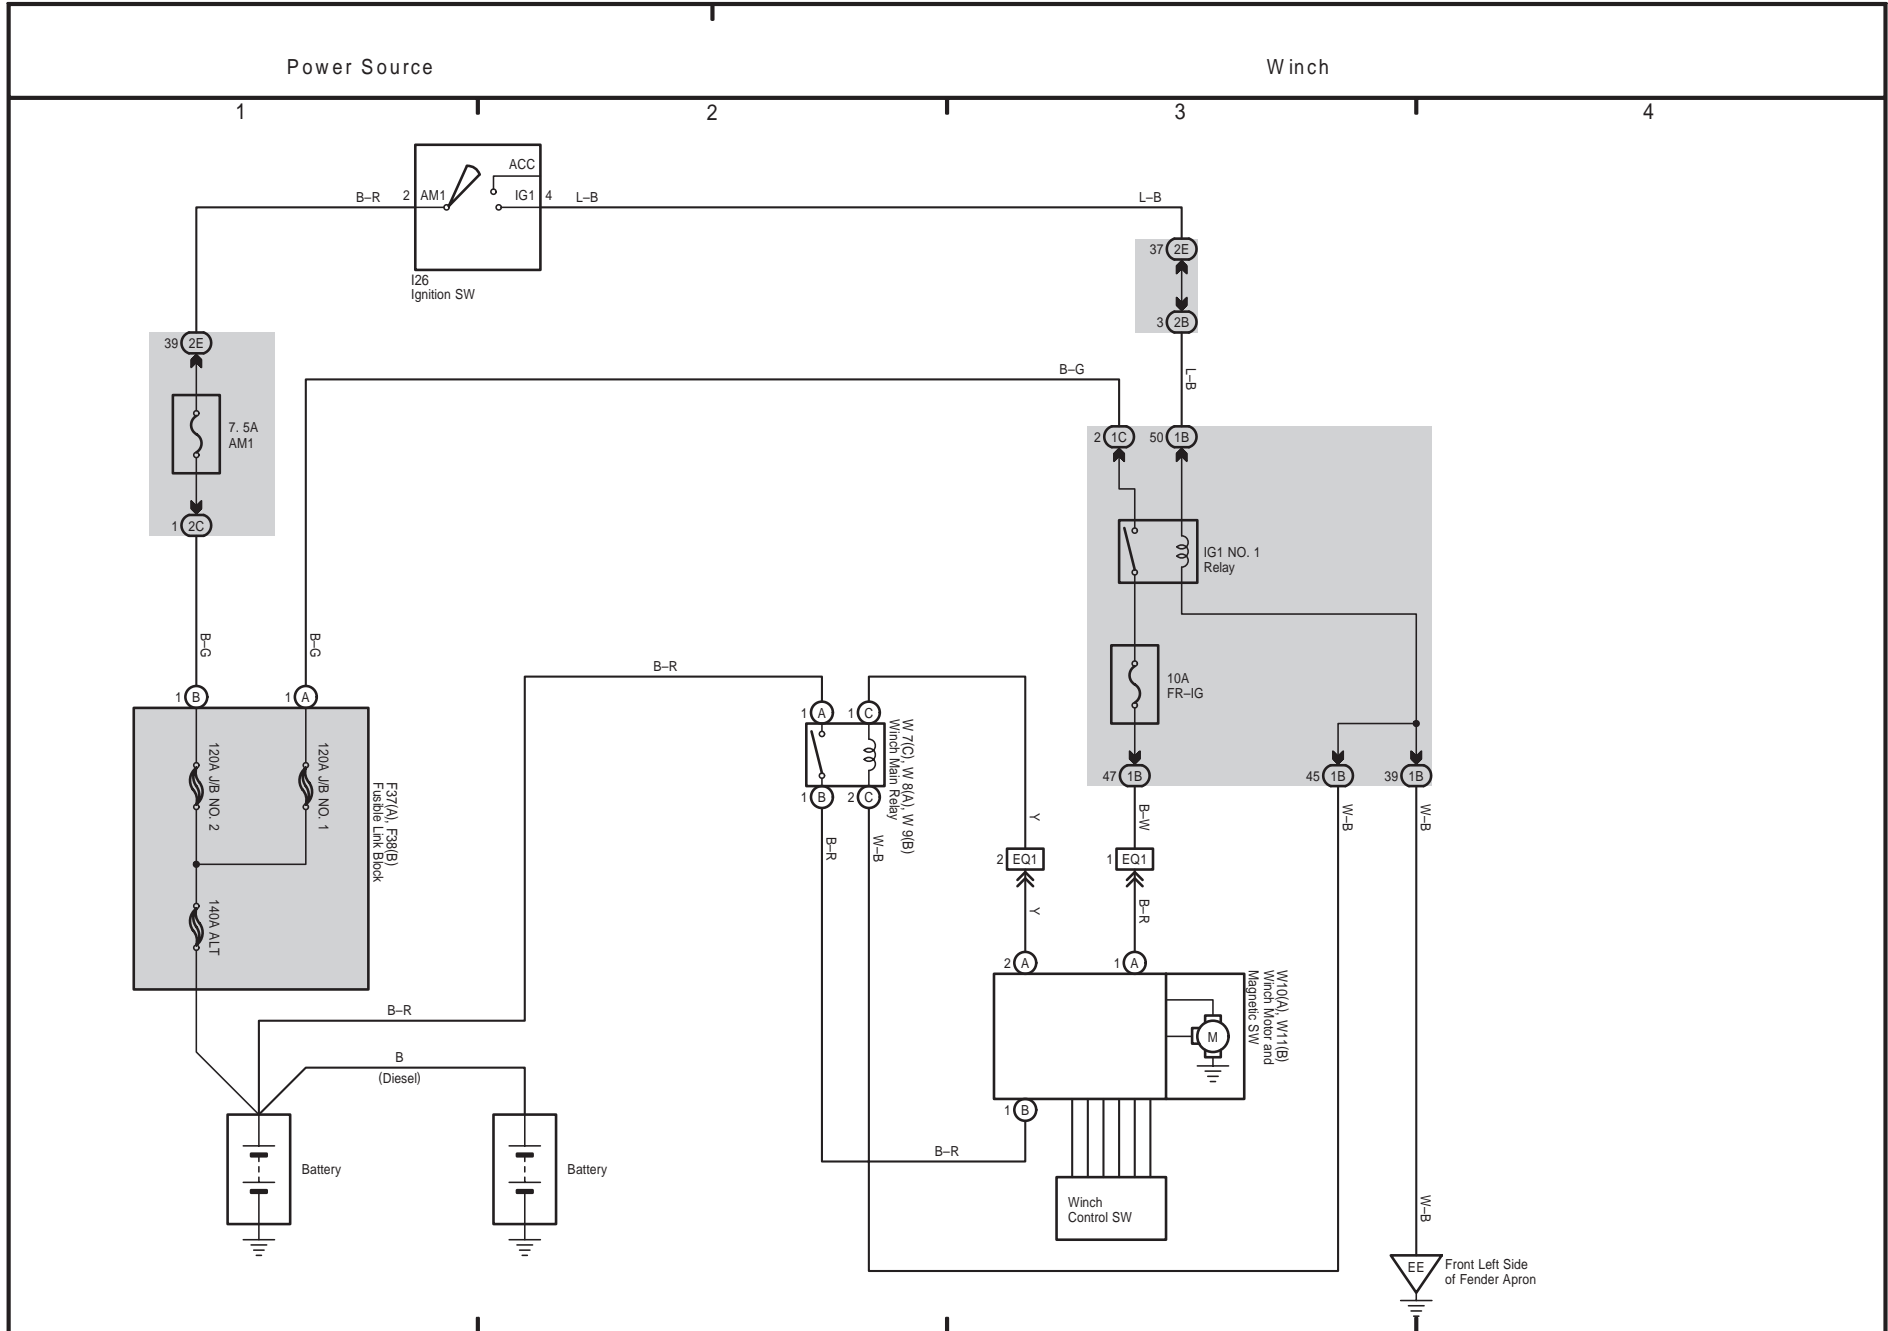 Power Source
Winch
1
2
3
4
ACC
B–R
2
AM1
IG1
4
L–B
L–B
I26
Ignition SW
37
2E
3
2B
39
2E
7. 5A
AM1
1
2C
B–G
L–B
2
1C
50
1B
IG1 NO. 1
Relay
10A
FR–IG
47
1B
45
1B
39
1B
B–G
B–G
1
B
1
A
120A J/B NO. 2
120A J/B NO. 1
140A ALT
F37(A), F38(B)
Fusible Link Block
B–R
1
A
1
C
W 7(C), W 8(A), W 9(B)
Winch Main Relay
1
B
2
C
B–R
W–B
Y
B–W
W–B
W–B
2
EQ1
1
EQ1
Y
B–R
2
A
1
A
W10(A), W11(B)
Winch Motor and
Magnetic SW
M
B–R
B
(Diesel)
1
B
B–R
Battery
Battery
Winch
Control SW
W–B
EE
Front Left Side
of Fender Apron